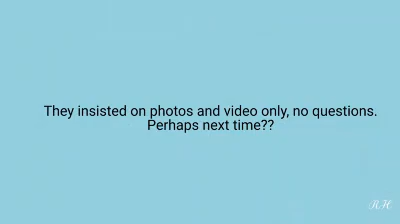 They insisted on photos and video only, no questions.
Perhaps next time??
RH